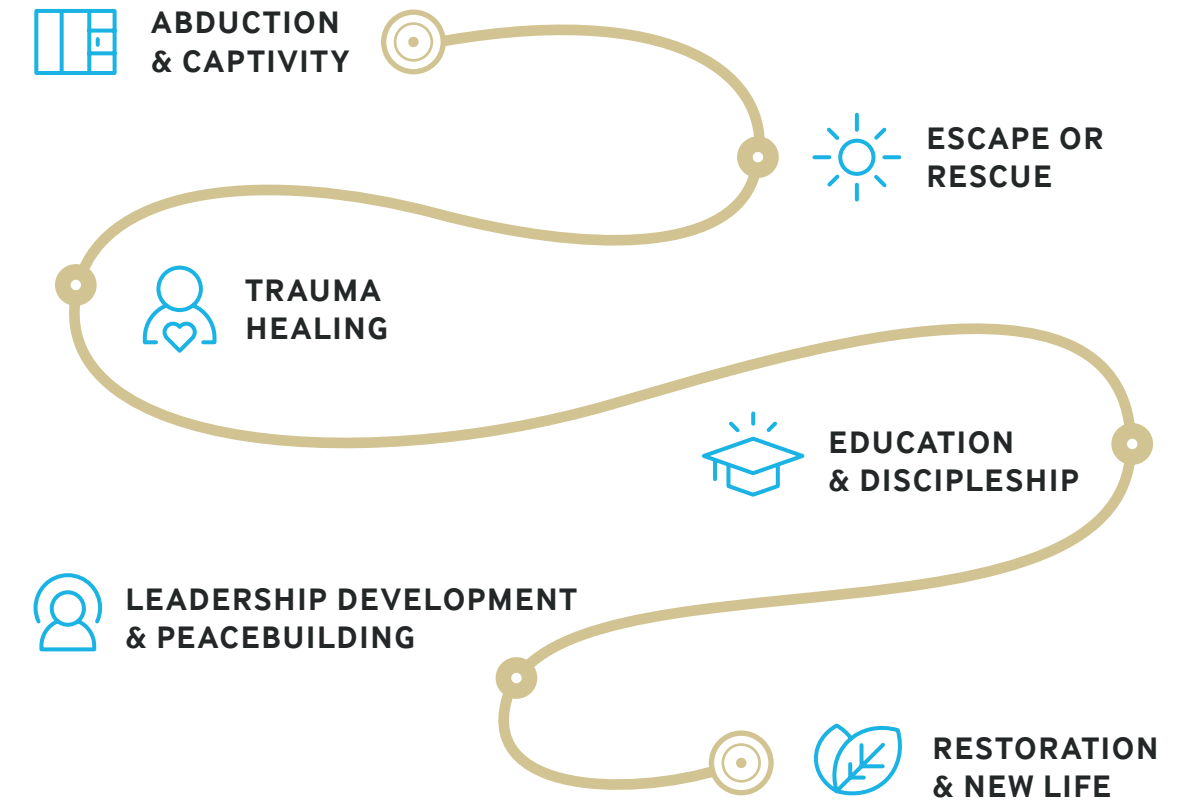 ABDUCTION
& CAPTIVITY
ESCAPE OR
RESCUE
TRAUMA
HEALING
EDUCATION
& DISCIPLESHIP
LEADERSHIP DEVELOPMENT
& PEACEBUILDING
RESTORATION
& NEW LIFE